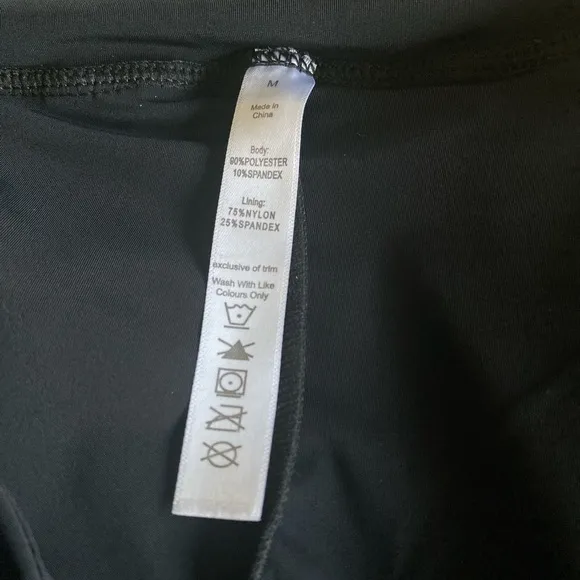 M
Made in
China
Body:
90%POLYESTER
10%SPANDEX
Lining:
75%NYLON
25%SPANDEX
exclusive of trim
Wash With Like
Colours Only